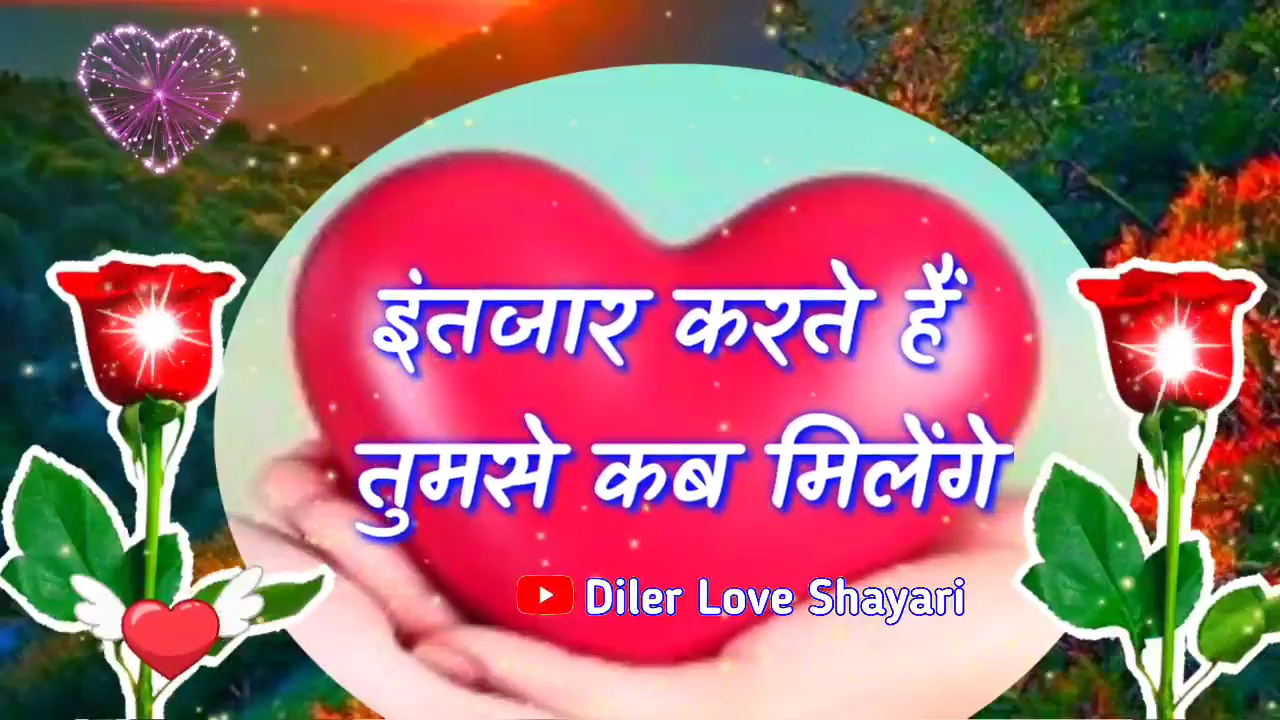 इंतजार करते हैं
तुमसे कब मिलेंगे
Diler Love Shayari